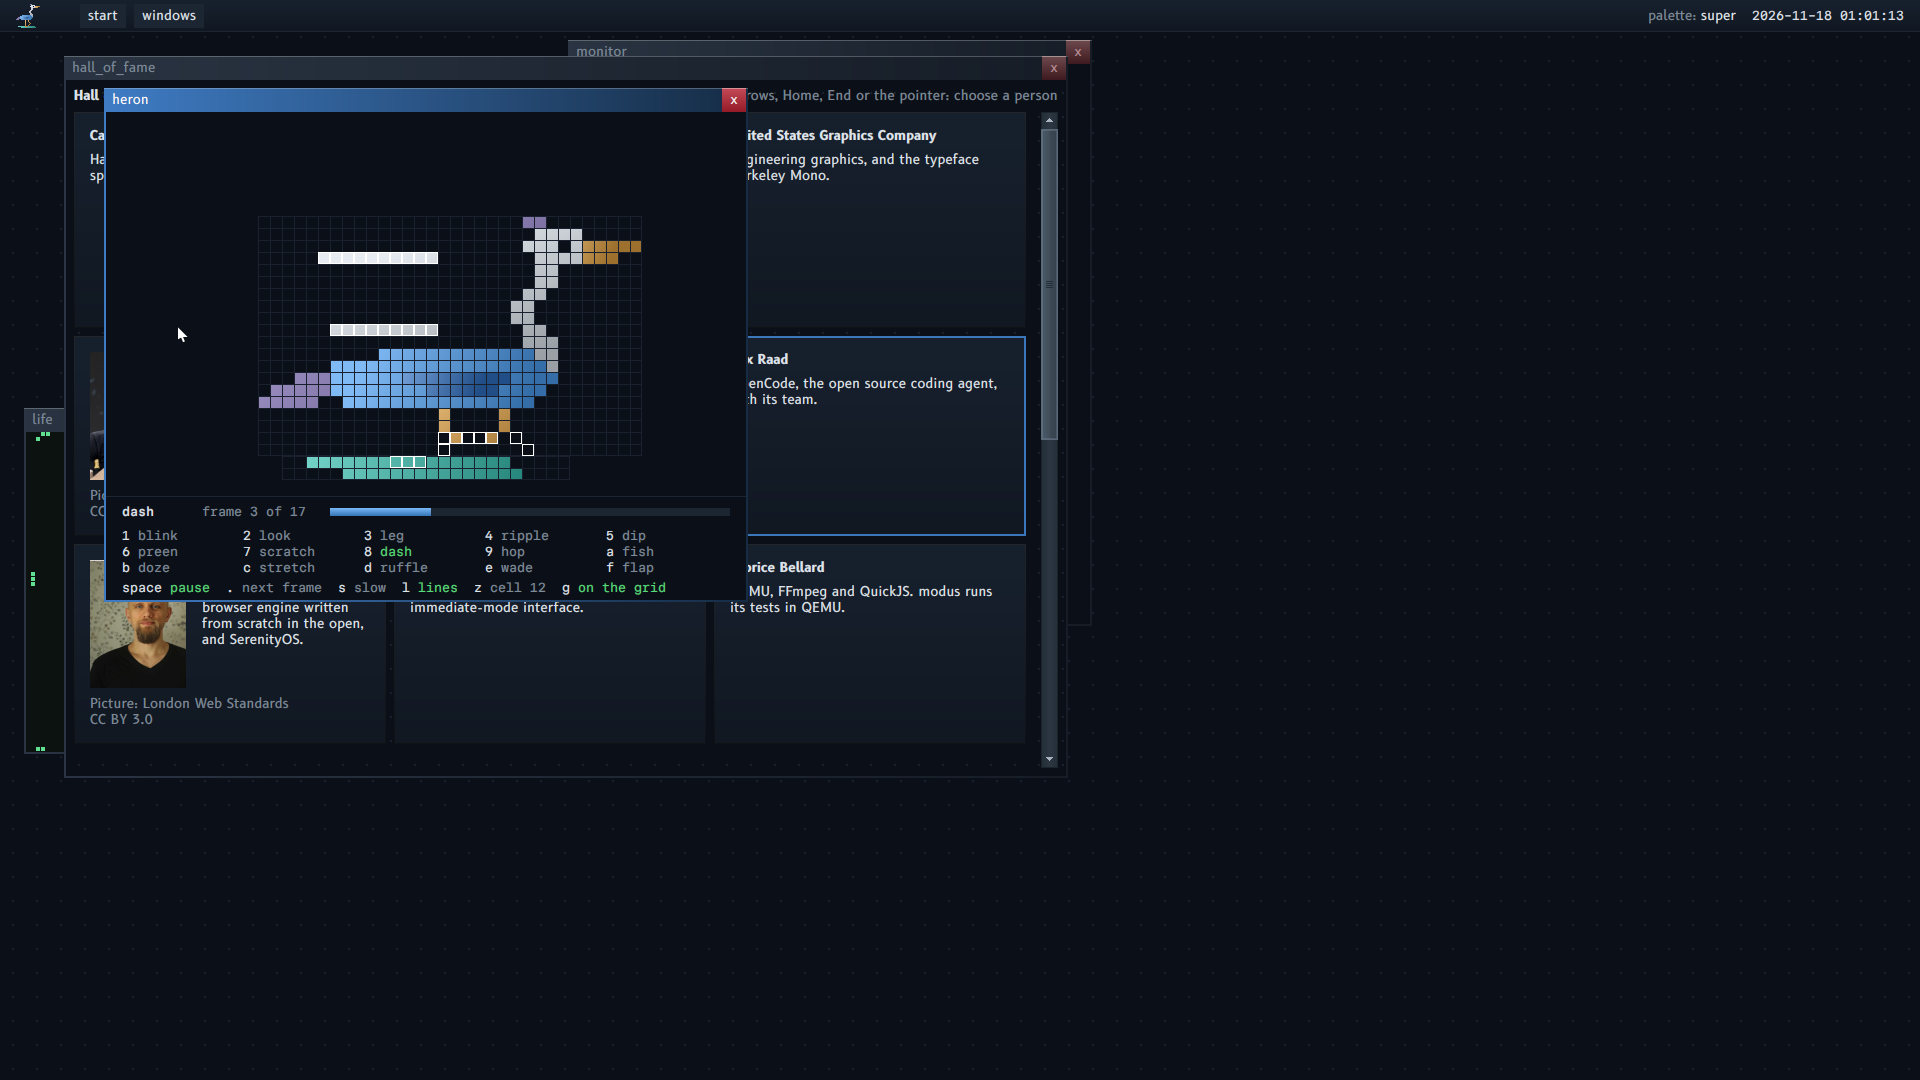 start windows palette: super 2026-11-18 01:01:13
monitor x
hall_of_fame x
Hall
heron x
rows, Home, End or the pointer: choose a person
ited States Graphics Company
gineering graphics, and the typeface
rkeley Mono.
Ca
Ha
sp
x Raad
enCode, the open source coding agent,
h its team.
life
Pi
CC
dash frame 3 of 17
1 blink 2 look 3 leg 4 ripple 5 dip
6 preen 7 scratch 8 dash 9 hop a fish
b doze c stretch d ruffle e wade f flap
space pause . next frame s slow l lines z cell 12 g on the grid
brice Bellard
MU, FFmpeg and QuickJS. modus runs
its tests in QEMU.
browser engine written
from scratch in the open,
and SerenityOS.
immediate-mode interface.
Picture: London Web Standards
CC BY 3.0